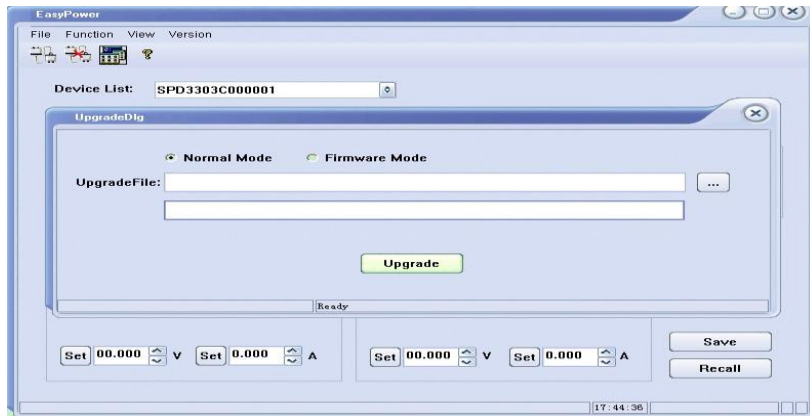 EasyPower
File Function View Version
Device List: SPD3303C000001
UpgradeDlg
Normal Mode Firmware Mode
UpgradeFile: ...
Upgrade
Ready
Set 00.000 V Set 0.000 A Set 00.000 V Set 0.000 A
Save
Recall
17:44:36